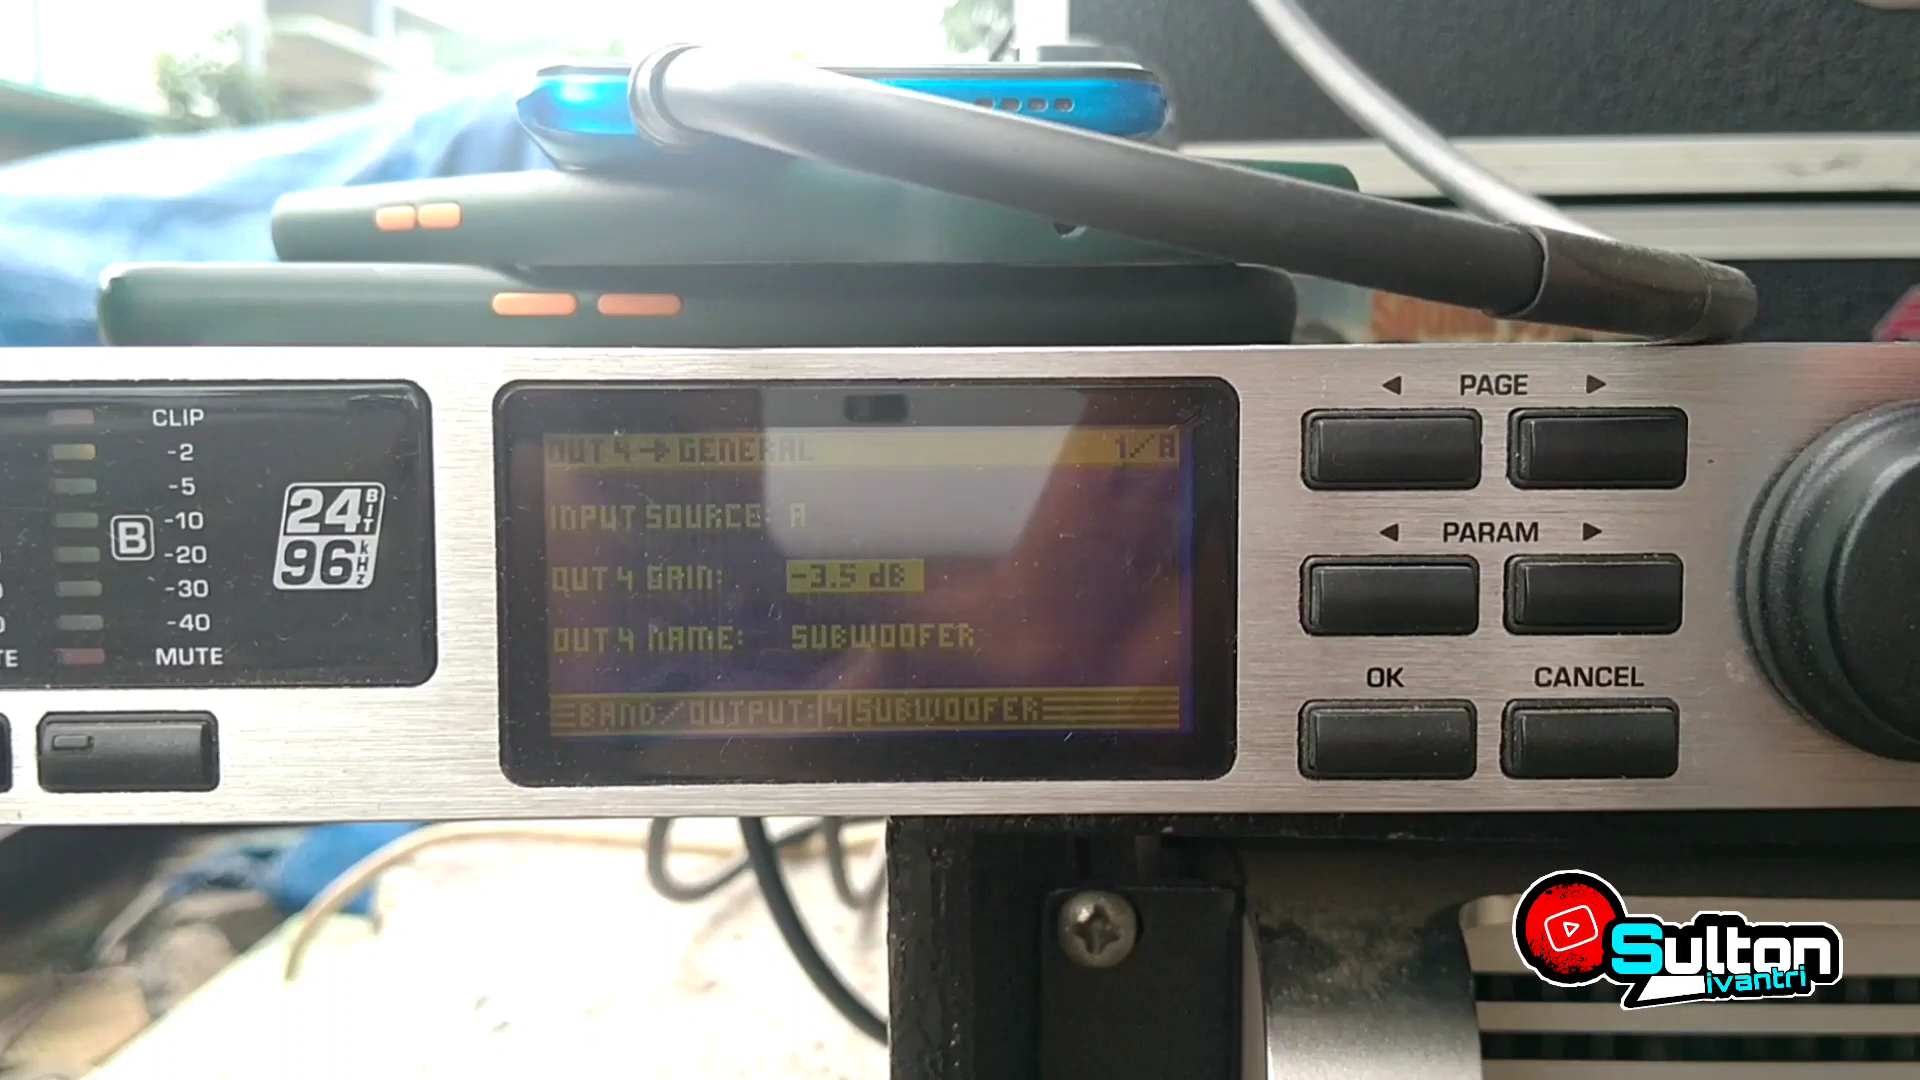 CLIP
-2
-5
-10
-20
-30
-40
MUTE
B
24 BIT
96 kHz
OUT 4 → GENERAL 1/8
INPUT SOURCE: A
OUT 4 GAIN: -3.5 dB
OUT 4 NAME: SUBWOOFER
BAND/OUTPUT:|4|SUBWOOFER
◄ PAGE ►
◄ PARAM ►
OK CANCEL
Sulton
ivantri